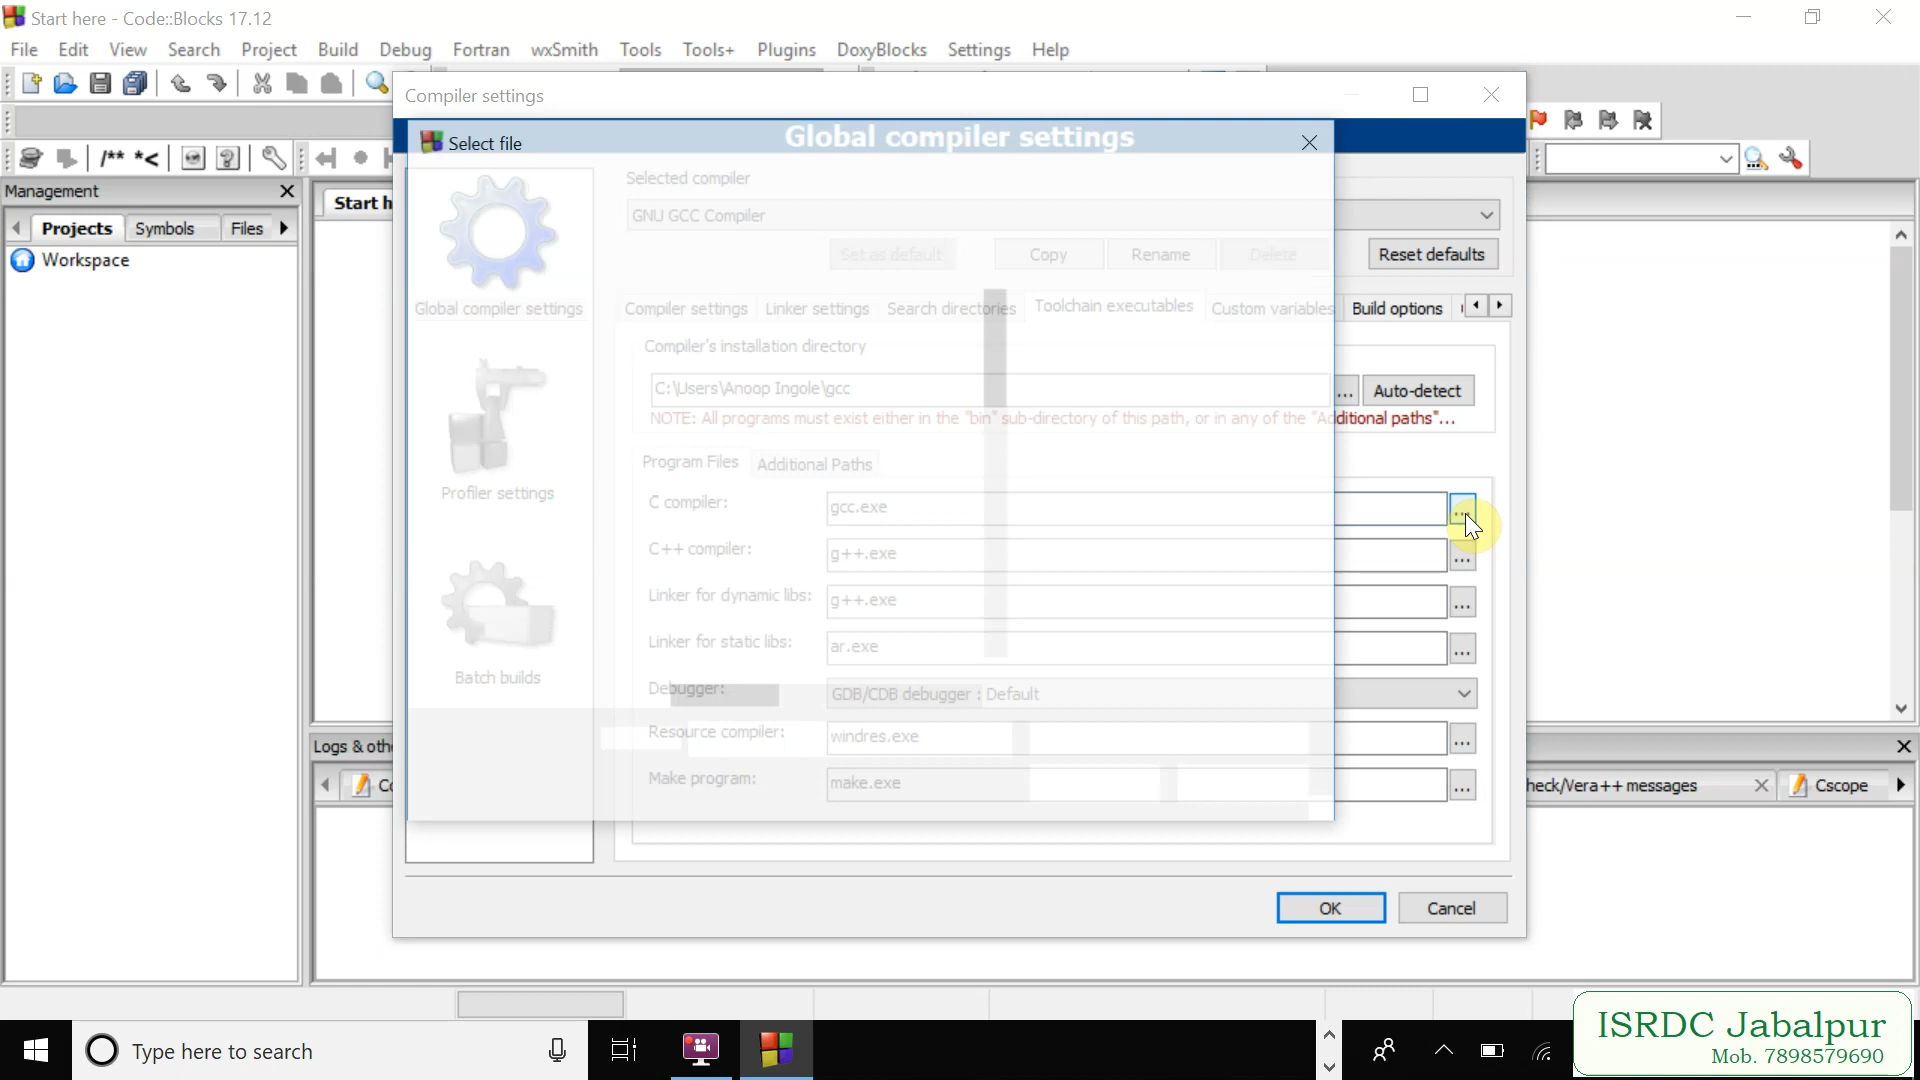 Start here - Code::Blocks 17.12
File Edit View Search Project Build Debug Fortran wxSmith Tools Tools+ Plugins DoxyBlocks Settings Help
Compiler settings
Select file
Global compiler settings
/** *<
Management
Projects Symbols Files
Workspace
Start h
Global compiler settings
Profiler settings
Batch builds
Selected compiler
GNU GCC Compiler
Set as default Copy Rename Delete Reset defaults
Compiler settings Linker settings Search directories Toolchain executables Custom variables Build options
Compiler's installation directory
C:\Users\Anoop Ingole\gcc
... Auto-detect
NOTE: All programs must exist either in the "bin" sub-directory of this path, or in any of the "Additional paths"...
Program Files Additional Paths
C compiler: gcc.exe ...
C++ compiler: g++.exe ...
Linker for dynamic libs: g++.exe ...
Linker for static libs: ar.exe ...
Debugger: GDB/CDB debugger : Default
Resource compiler: windres.exe ...
Make program: make.exe ...
OK Cancel
Logs & oth
heck/Vera++ messages Cscope
Type here to search
ISRDC Jabalpur
Mob. 7898579690